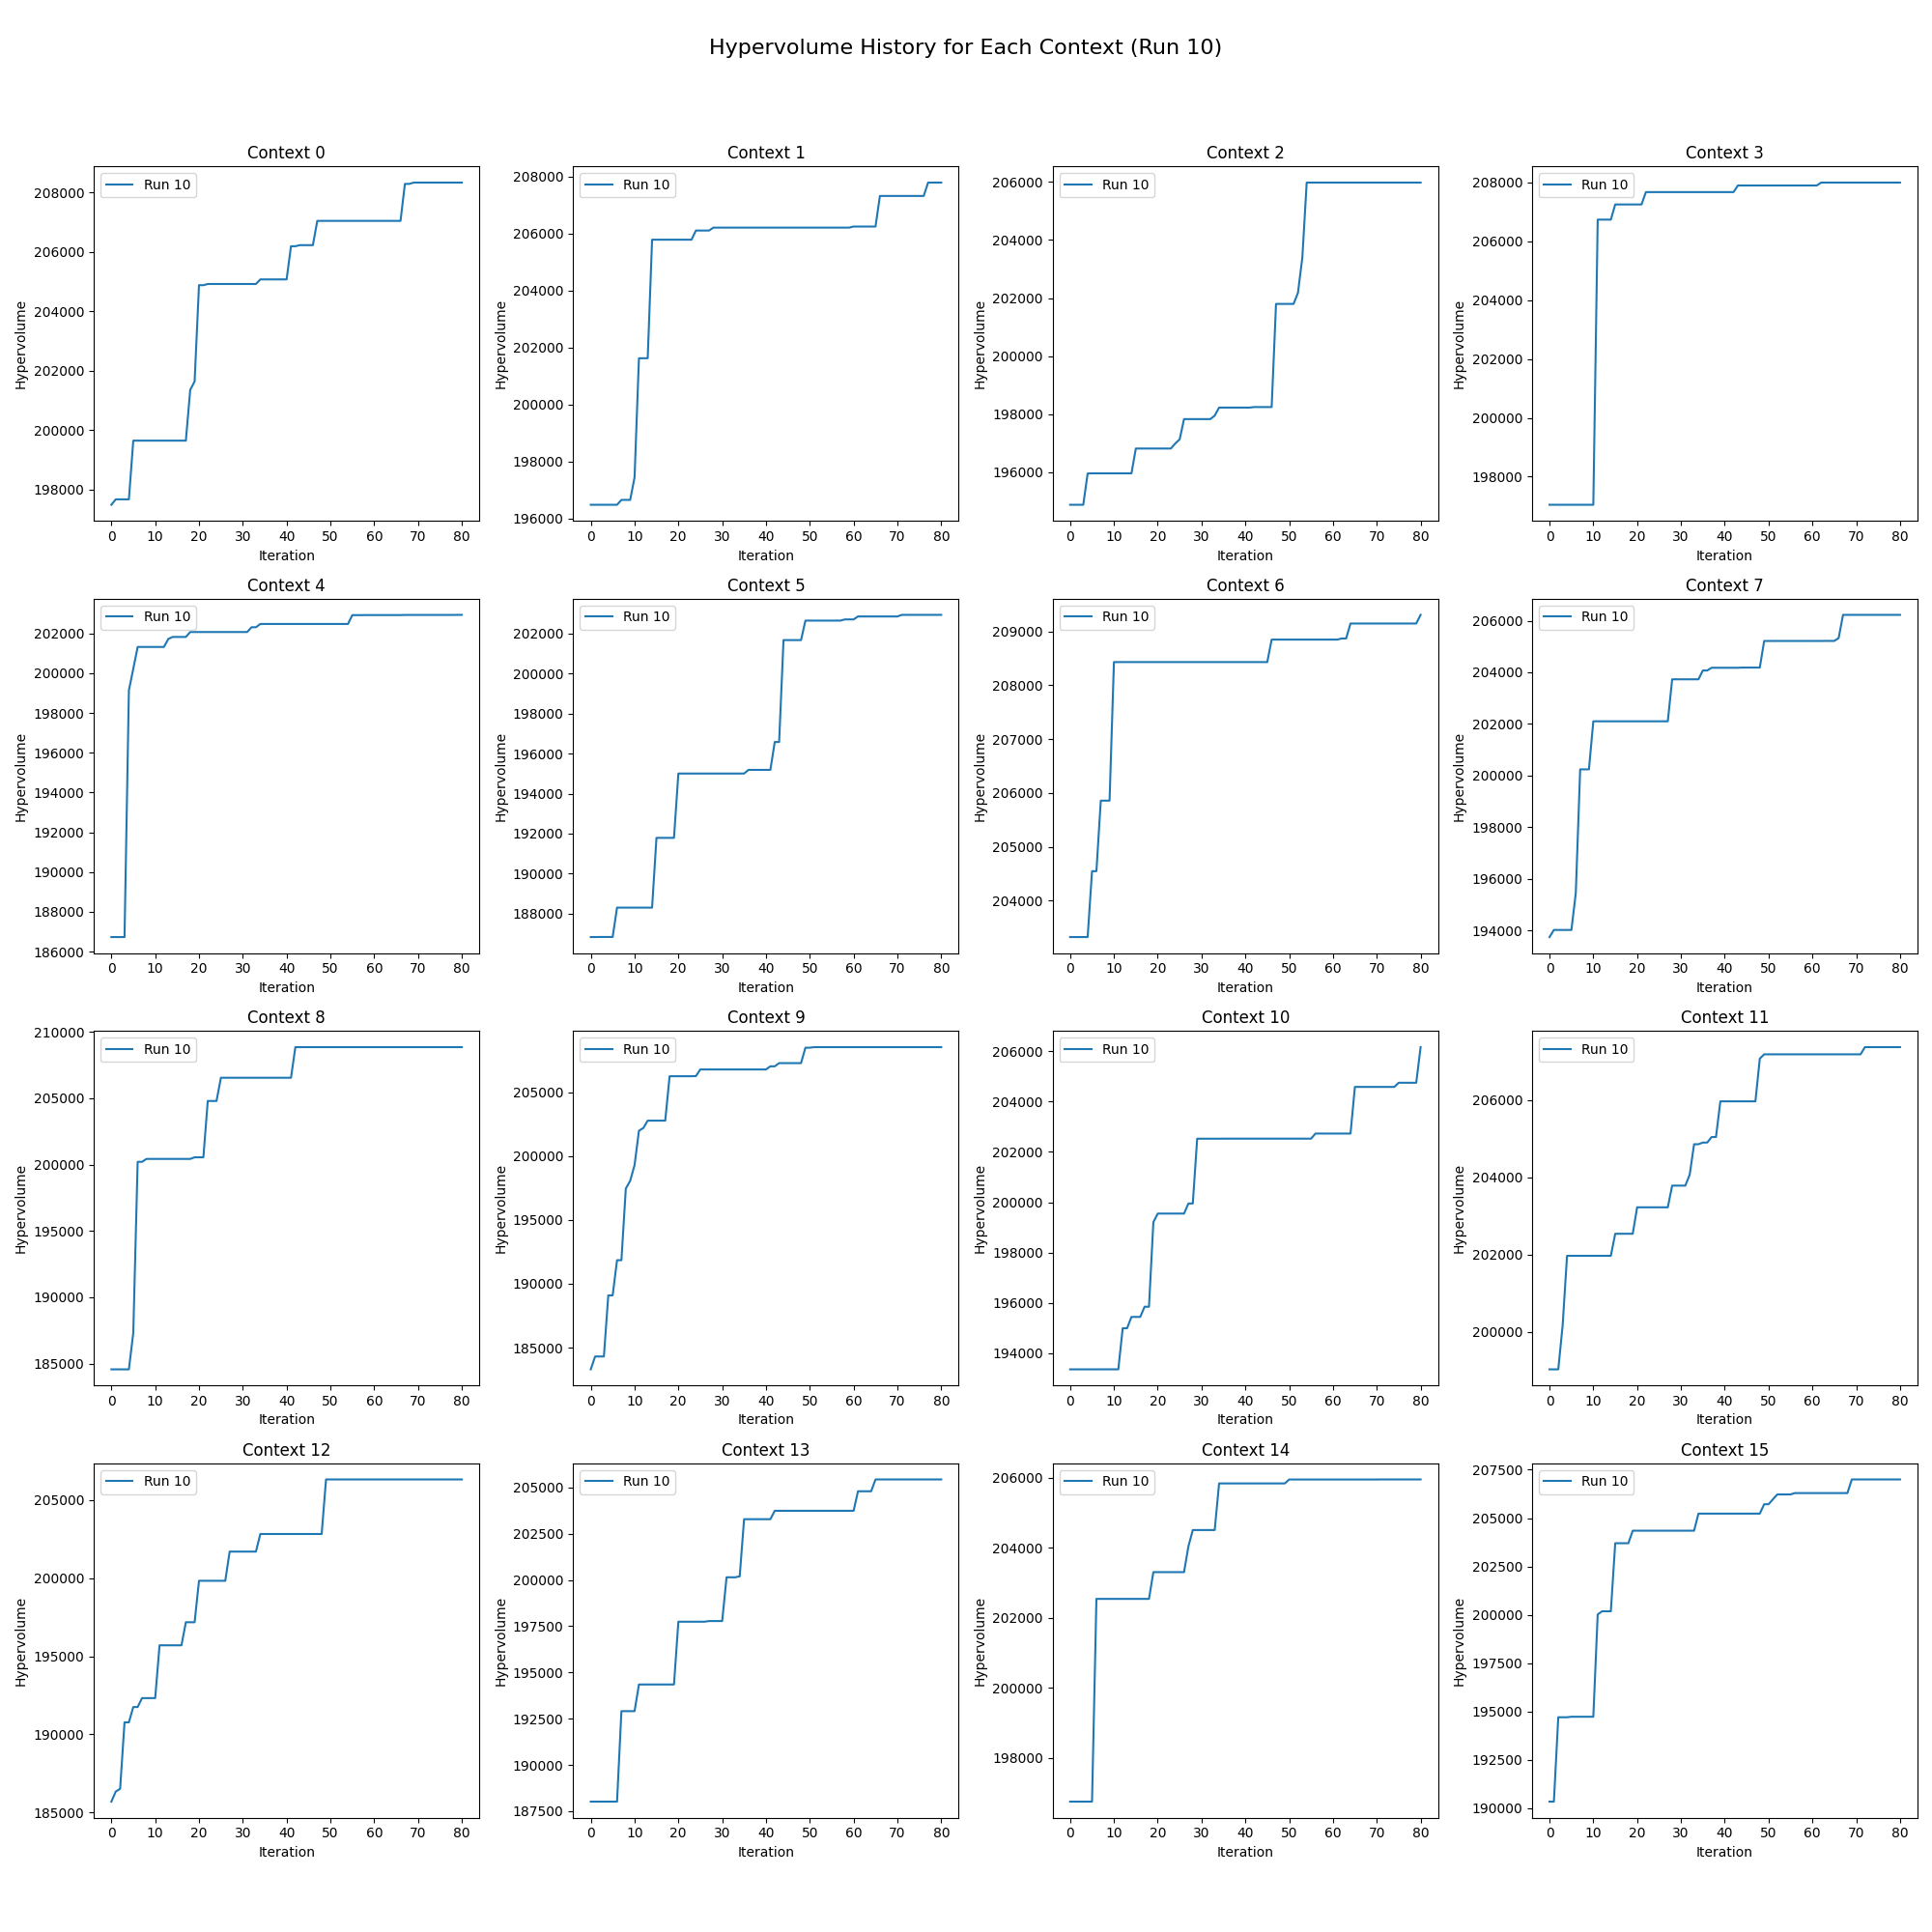 Hypervolume History for Each Context (Run 10)
Context 0
Run 10
208000
206000
204000
202000
200000
198000
Hypervolume
0 10 20 30 40 50 60 70 80
Iteration
Context 1
Run 10
208000
206000
204000
202000
200000
198000
196000
Hypervolume
0 10 20 30 40 50 60 70 80
Iteration
Context 2
Run 10
206000
204000
202000
200000
198000
196000
Hypervolume
0 10 20 30 40 50 60 70 80
Iteration
Context 3
Run 10
208000
206000
204000
202000
200000
198000
Hypervolume
0 10 20 30 40 50 60 70 80
Iteration
Context 4
Run 10
202000
200000
198000
196000
194000
192000
190000
188000
186000
Hypervolume
0 10 20 30 40 50 60 70 80
Iteration
Context 5
Run 10
202000
200000
198000
196000
194000
192000
190000
188000
Hypervolume
0 10 20 30 40 50 60 70 80
Iteration
Context 6
Run 10
209000
208000
207000
206000
205000
204000
Hypervolume
0 10 20 30 40 50 60 70 80
Iteration
Context 7
Run 10
206000
204000
202000
200000
198000
196000
194000
Hypervolume
0 10 20 30 40 50 60 70 80
Iteration
Context 8
Run 10
210000
205000
200000
195000
190000
185000
Hypervolume
0 10 20 30 40 50 60 70 80
Iteration
Context 9
Run 10
205000
200000
195000
190000
185000
Hypervolume
0 10 20 30 40 50 60 70 80
Iteration
Context 10
Run 10
206000
204000
202000
200000
198000
196000
194000
Hypervolume
0 10 20 30 40 50 60 70 80
Iteration
Context 11
Run 10
206000
204000
202000
200000
Hypervolume
0 10 20 30 40 50 60 70 80
Iteration
Context 12
Run 10
205000
200000
195000
190000
185000
Hypervolume
0 10 20 30 40 50 60 70 80
Iteration
Context 13
Run 10
205000
202500
200000
197500
195000
192500
190000
187500
Hypervolume
0 10 20 30 40 50 60 70 80
Iteration
Context 14
Run 10
206000
204000
202000
200000
198000
Hypervolume
0 10 20 30 40 50 60 70 80
Iteration
Context 15
Run 10
207500
205000
202500
200000
197500
195000
192500
190000
Hypervolume
0 10 20 30 40 50 60 70 80
Iteration